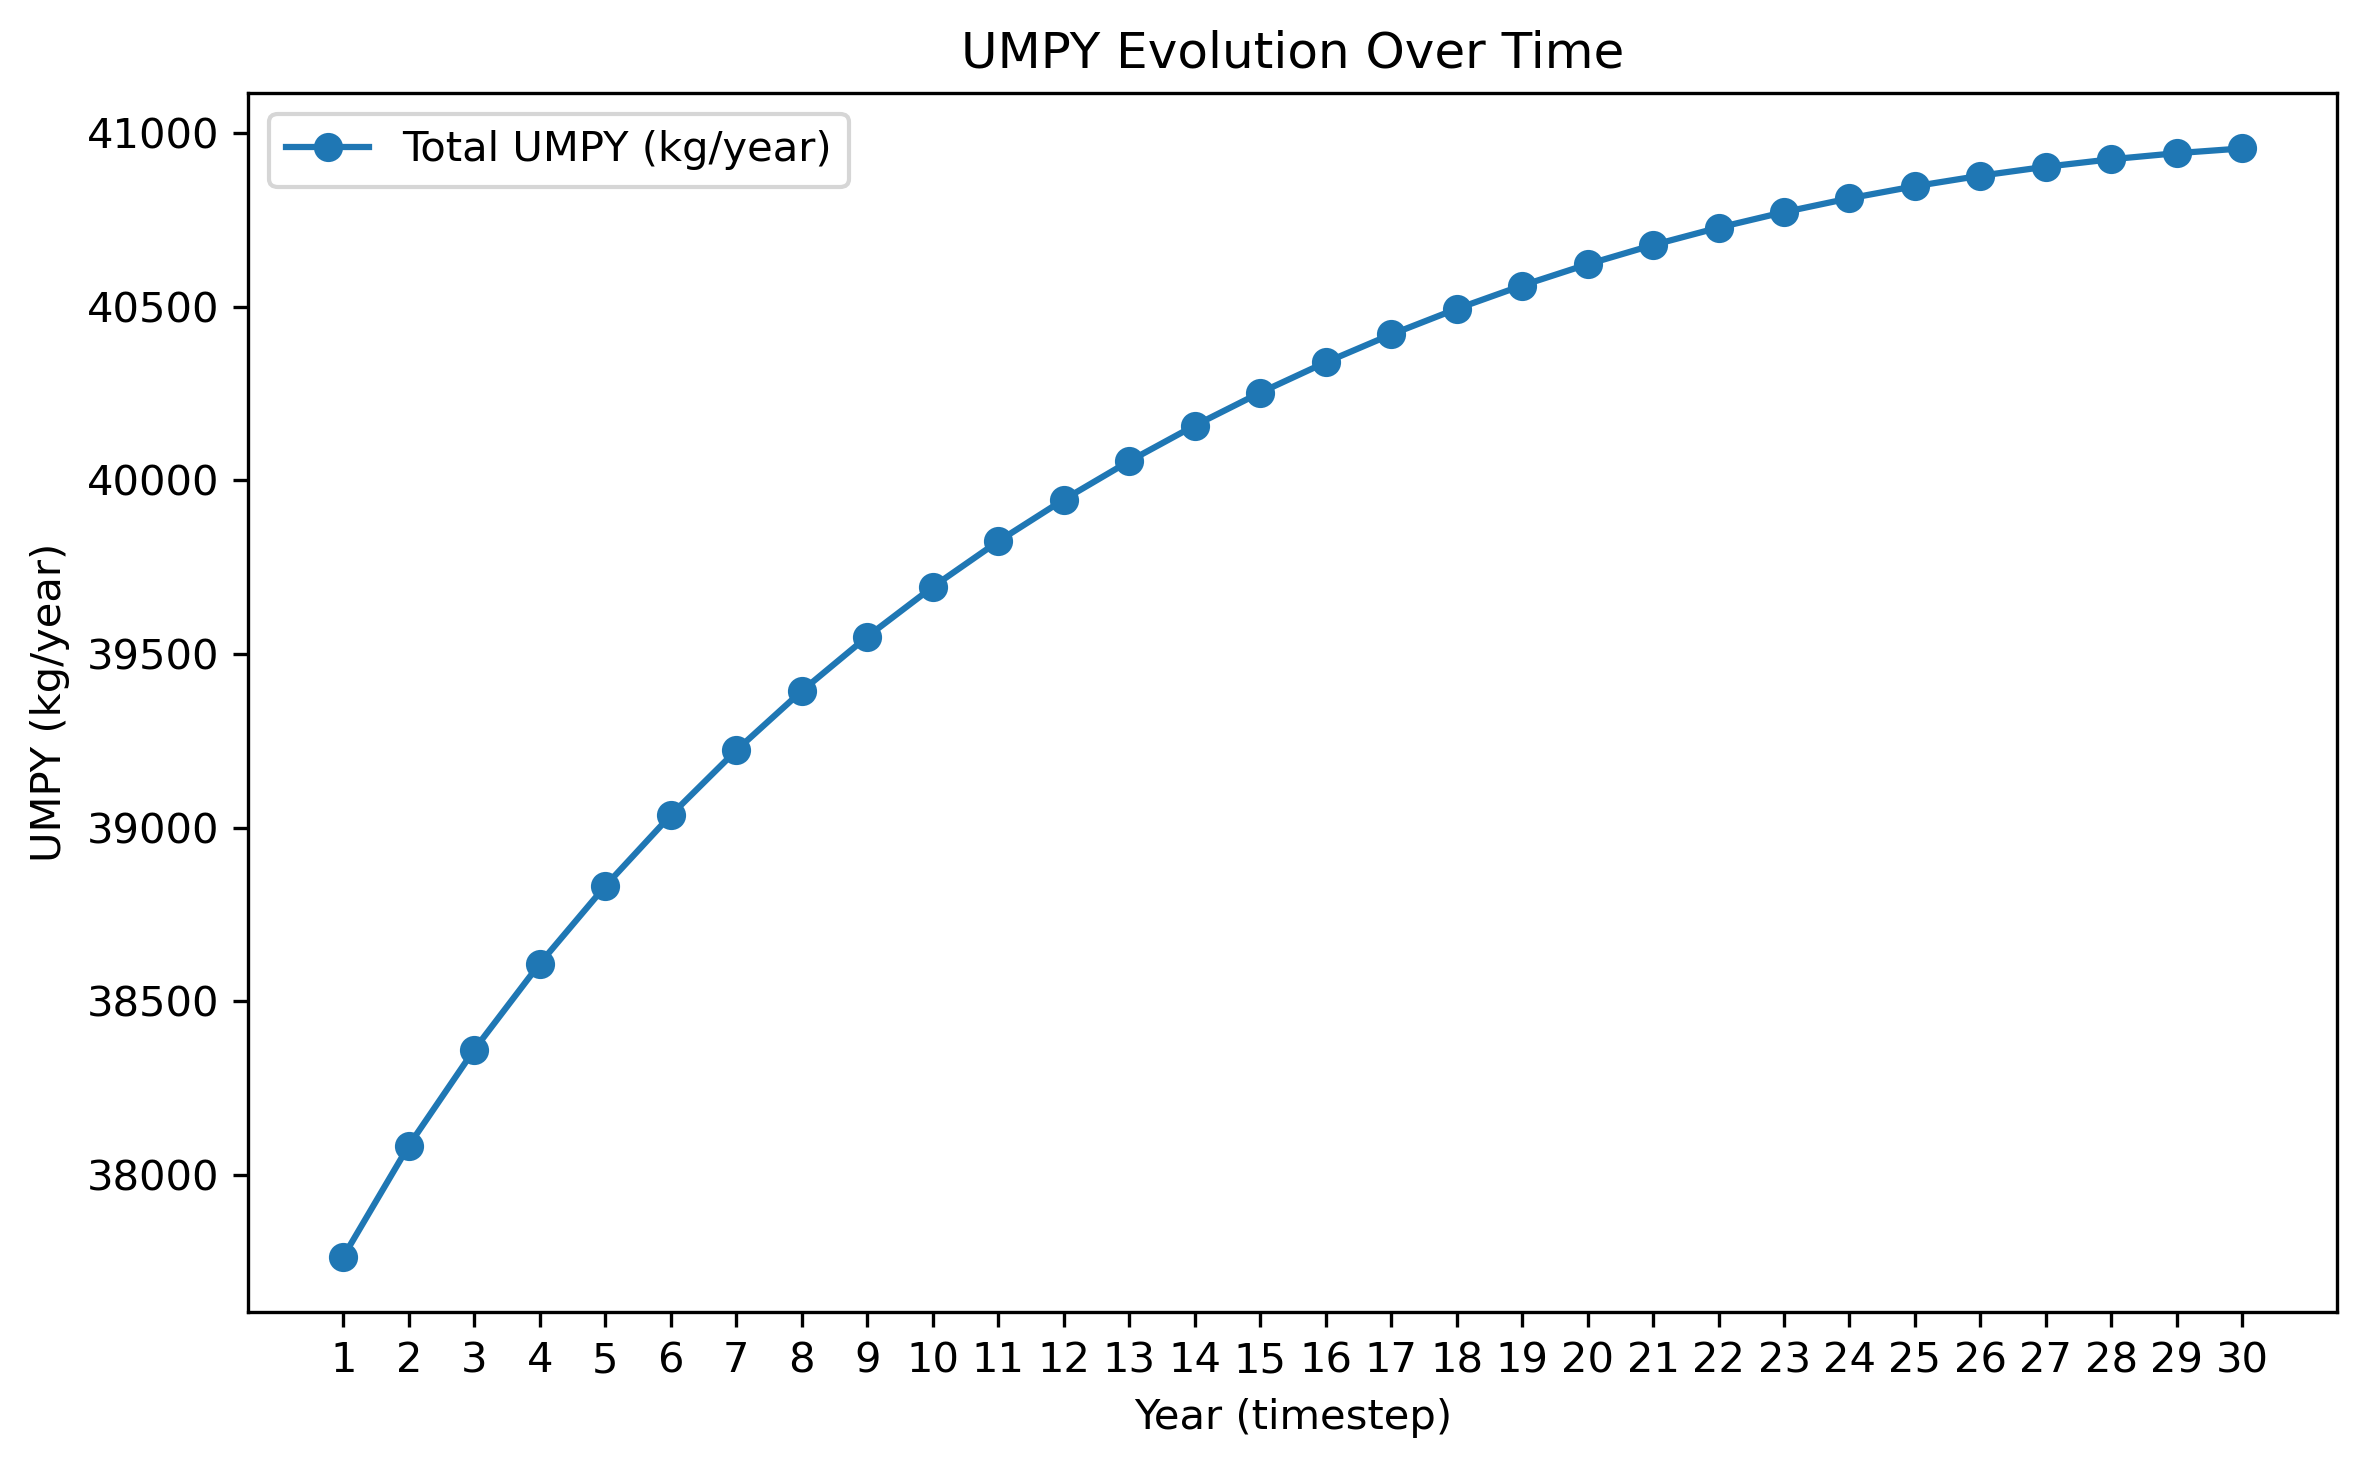 UMPY Evolution Over Time
Total UMPY (kg/year)
41000
40500
40000
39500
39000
38500
38000
UMPY (kg/year)
1 2 3 4 5 6 7 8 9 10 11 12 13 14 15 16 17 18 19 20 21 22 23 24 25 26 27 28 29 30
Year (timestep)